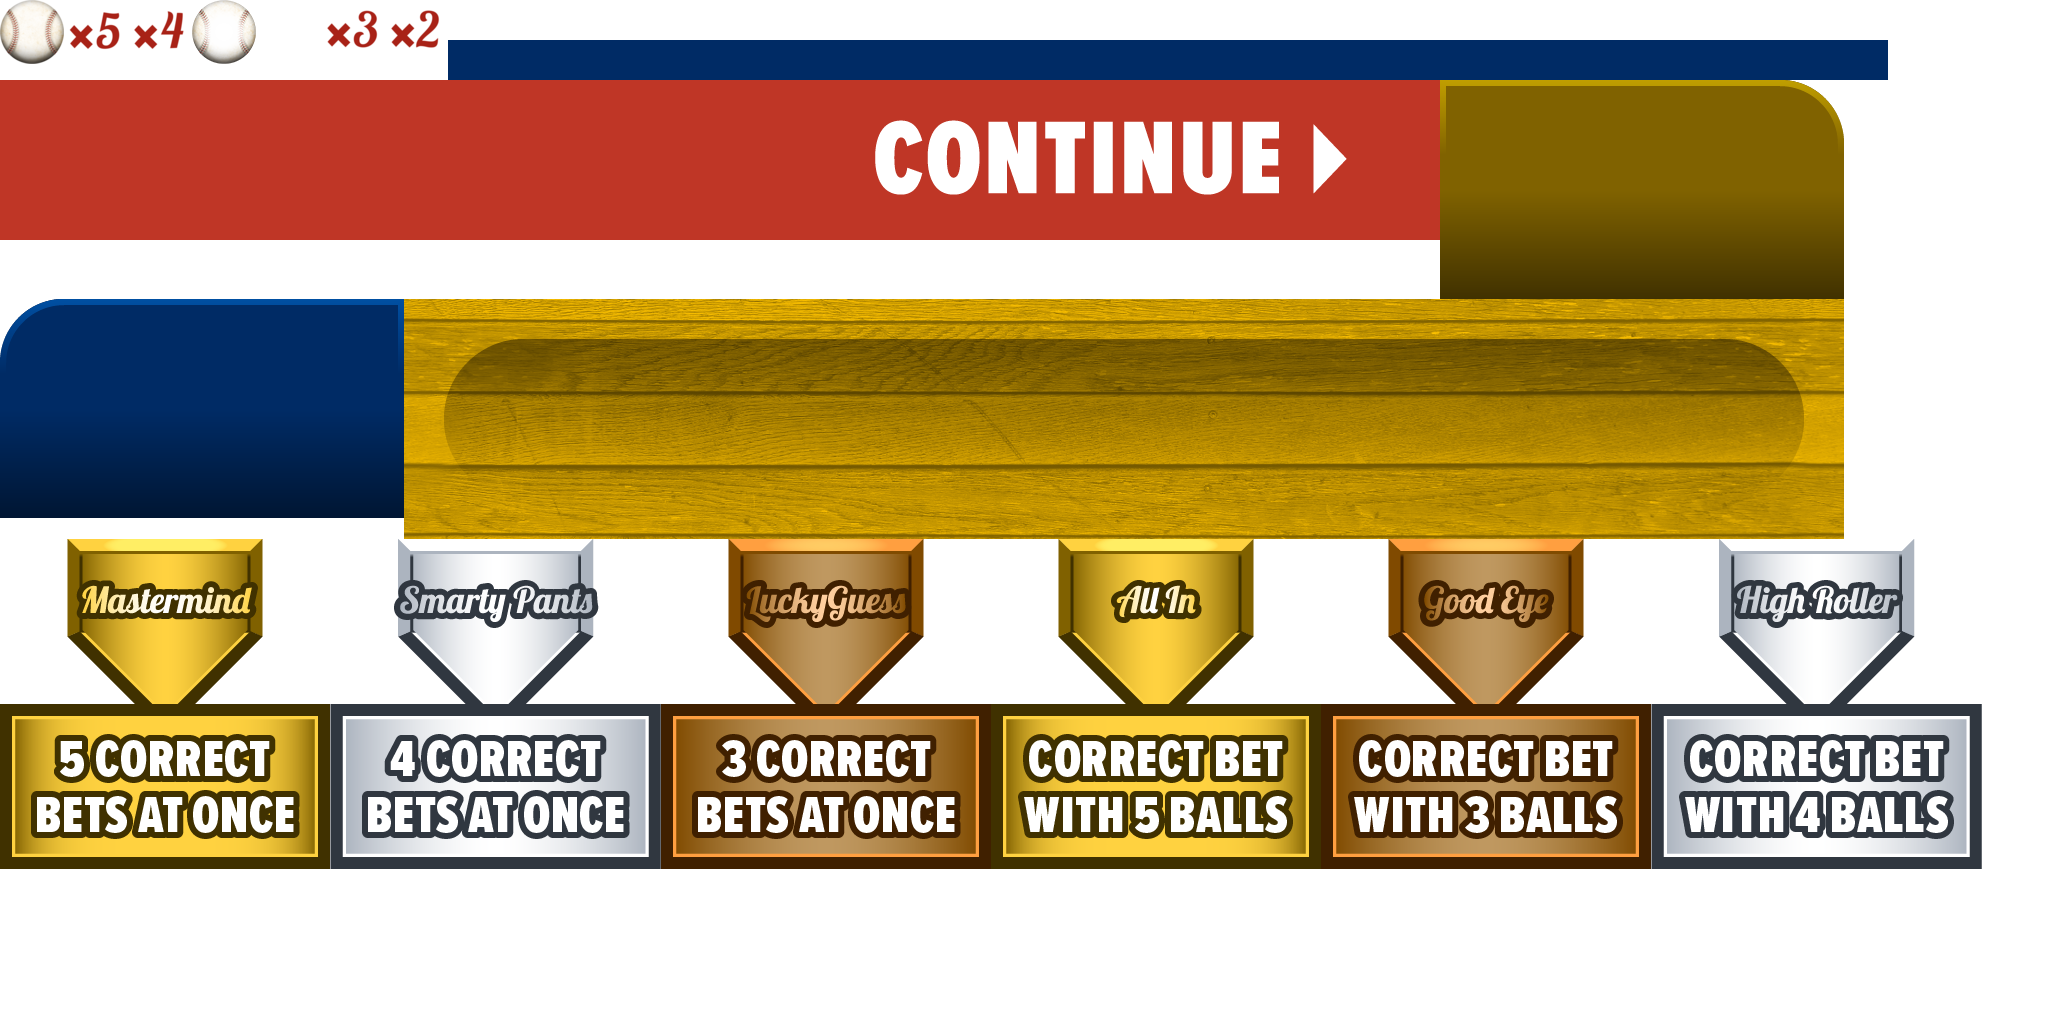 ×5 ×4 ×3 ×2
CONTINUE
Mastermind
Smarty Pants
LuckyGuess
All In
Good Eye
High Roller
5 CORRECT
BETS AT ONCE
4 CORRECT
BETS AT ONCE
3 CORRECT
BETS AT ONCE
CORRECT BET
WITH 5 BALLS
CORRECT BET
WITH 3 BALLS
CORRECT BET
WITH 4 BALLS